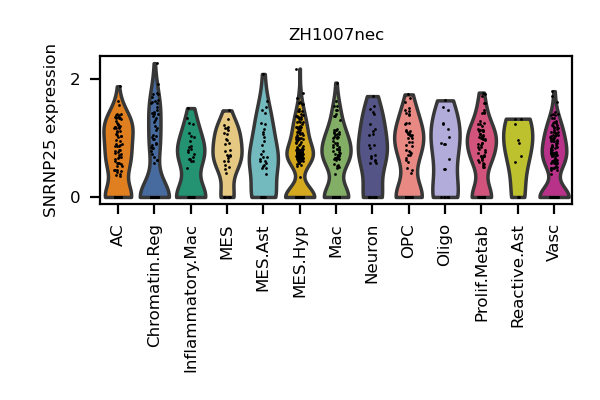 ZH1007nec
SNRNP25 expression
2
0
AC
Chromatin.Reg
Inflammatory.Mac
MES
MES.Ast
MES.Hyp
Mac
Neuron
OPC
Oligo
Prolif.Metab
Reactive.Ast
Vasc